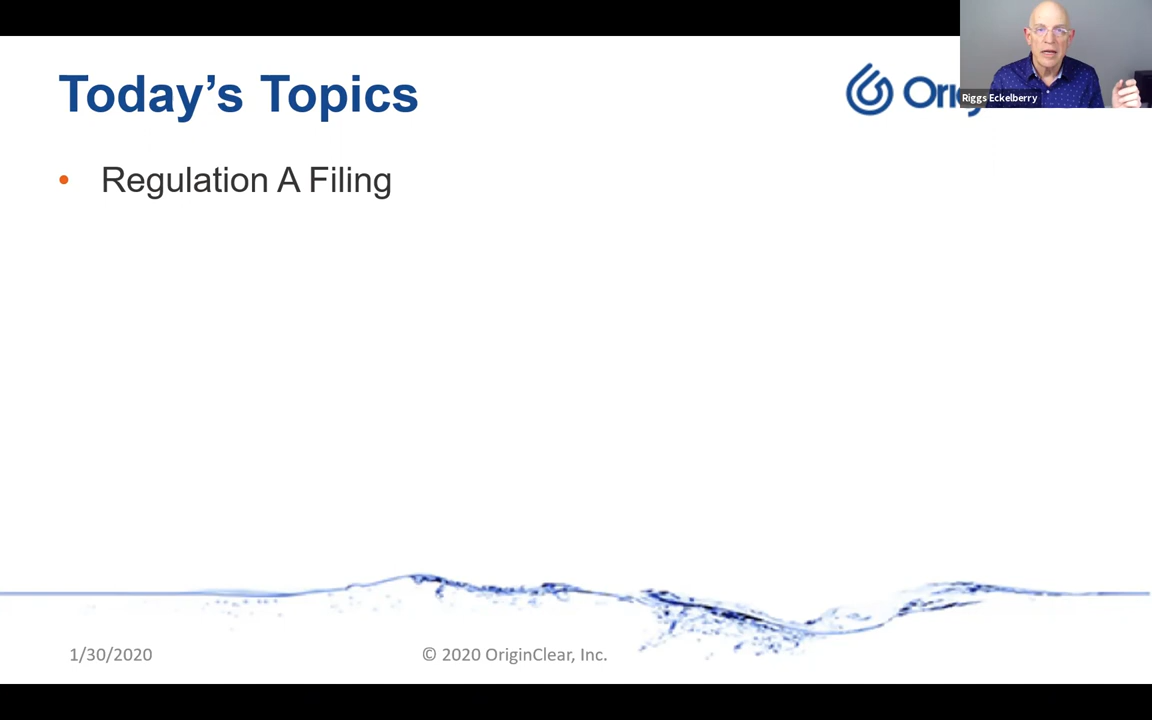 Today's Topics
Riggs Eckelberry
• Regulation A Filing
1/30/2020
© 2020 OriginClear, Inc.